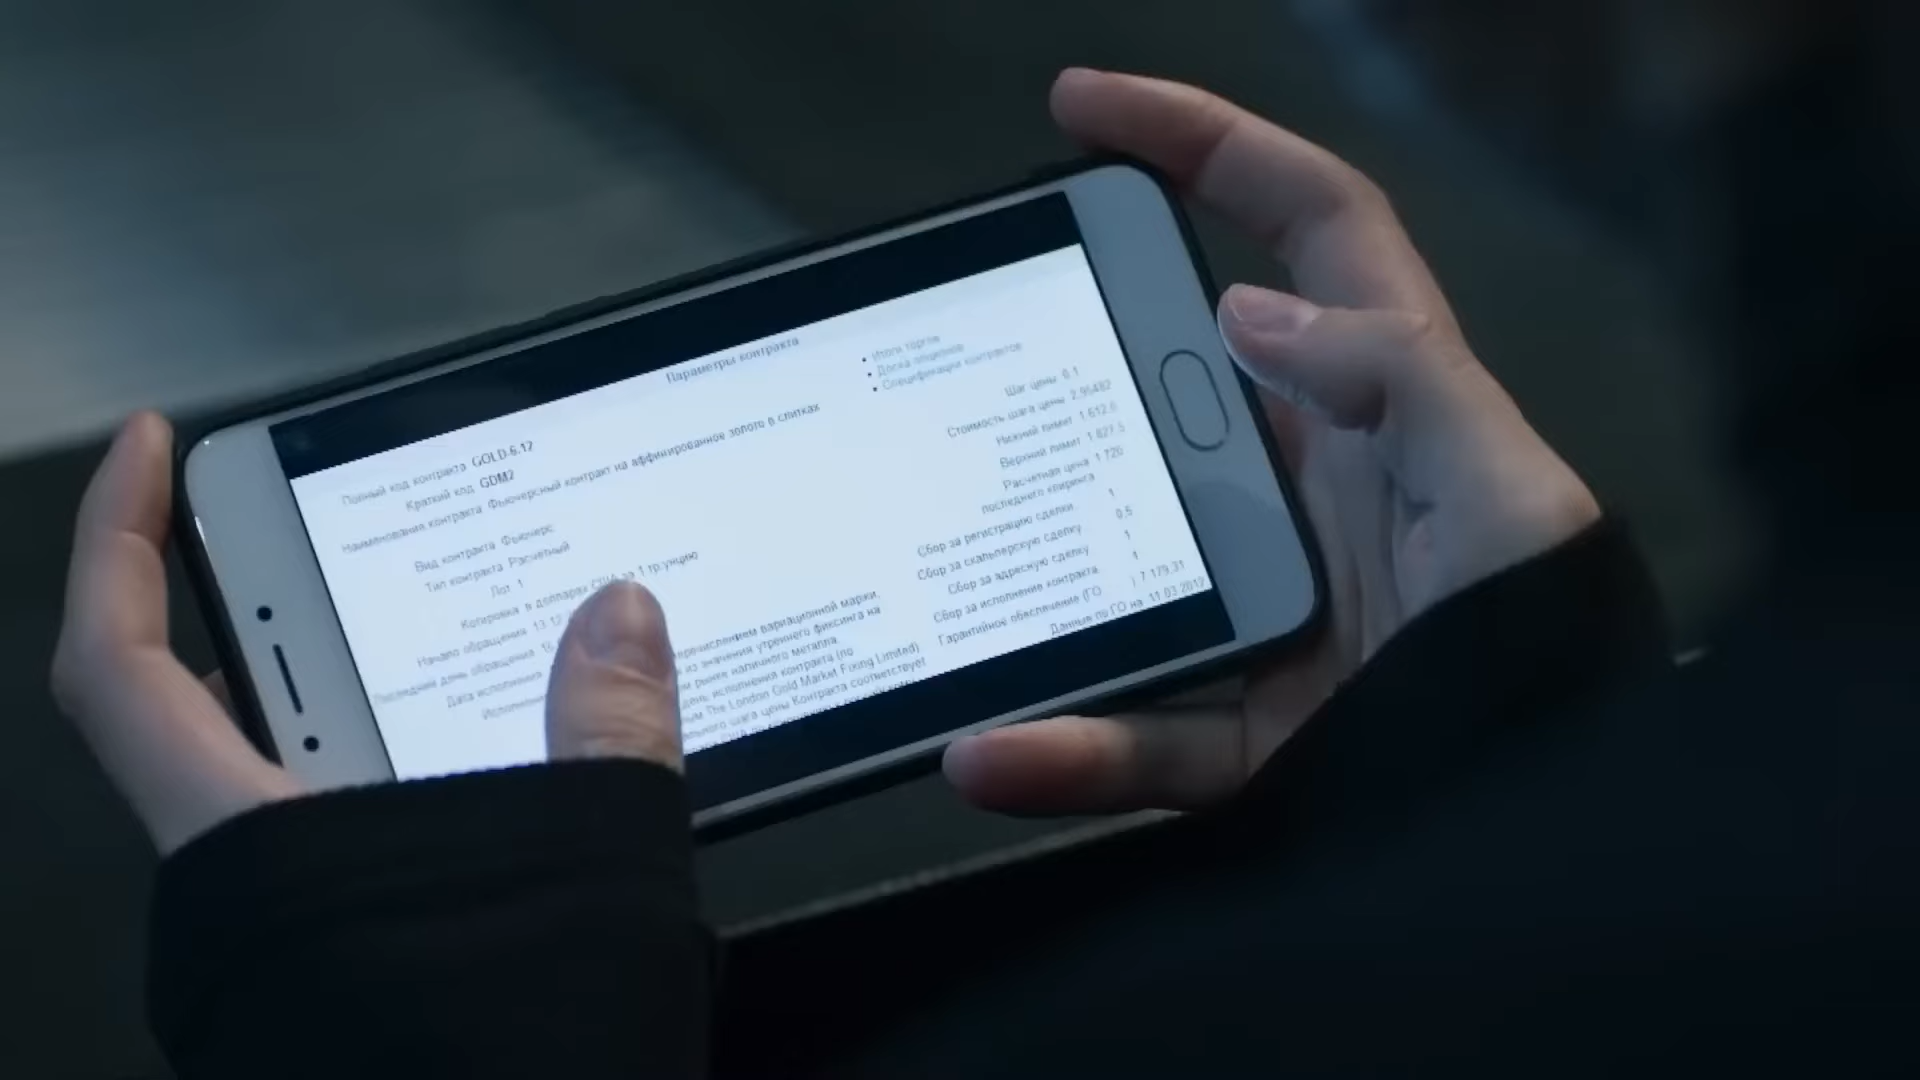 Параметры контракта
Итоги торгов
Доска опционов
Спецификации контрактов
Полный код контракта GOLD-6.12
Краткий код GDM2
Наименования контракта Фьючерсный контракт на аффинированное золото в слитках
Вид контракта Фьючерс
Тип контракта Расчетный
Лот 1
Котировка в долларах США за 1 тр.унцию
Начало обращения 13.12
Последний день обращения 15
Дата исполнения
Исполнение
перечислением вариационной маржи,
из значения утреннего фиксинга на
рынке наличного металла
день исполнения контракта (по
The London Gold Market Fixing Limited)
шага цены Контракта соответствует
США
Шаг цены 0.1
Стоимость шага цены 2.95482
Нижний лимит 1 612.6
Верхний лимит 1 827.5
Расчетная цена 1 720
последнего клиринга
Сбор за регистрацию сделки 1
Сбор за скальперскую сделку 0.5
Сбор за адресную сделку 1
Сбор за исполнение контракта 1
Гарантийное обеспечение (ГО ) 7 179.31
Данные по ГО на 11.03.2012